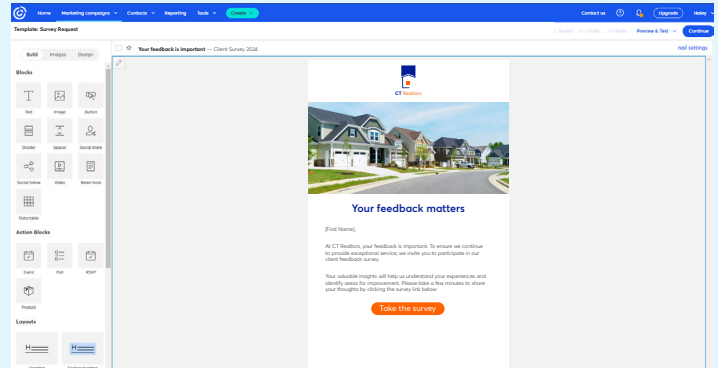 Home Marketing campaigns Contacts Reporting Tools Create Contact us Upgrade Haley
Template: Survey Request
Saved Undo Redo Preview & Test Continue
Build Images Design
Your feedback is important — Client Survey 2024
settings
Blocks
Text Image Button
Divider Spacer Social share
Social follow Video Read more
Data table
Action Blocks
Event Poll RSVP
Product
Layouts
CT Realtors
Your feedback matters
[First Name],
At CT Realtors, your feedback is important. To ensure we continue
to provide exceptional service, we invite you to participate in our
client feedback survey.
Your valuable insights will help us understand your experiences and
identify areas for improvement. Please take a few minutes to share
your thoughts by clicking the survey link below.
Take the survey